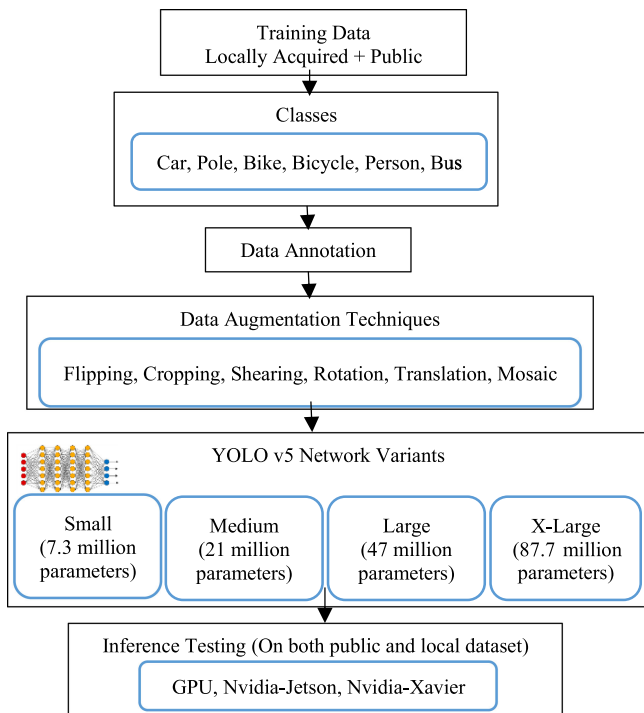 Training Data
Locally Acquired + Public
Classes
Car, Pole, Bike, Bicycle, Person, Bus
Data Annotation
Data Augmentation Techniques
Flipping, Cropping, Shearing, Rotation, Translation, Mosaic
YOLO v5 Network Variants
Small
(7.3 million
parameters)
Medium
(21 million
parameters)
Large
(47 million
parameters)
X-Large
(87.7 million
parameters)
Inference Testing (On both public and local dataset)
GPU, Nvidia-Jetson, Nvidia-Xavier